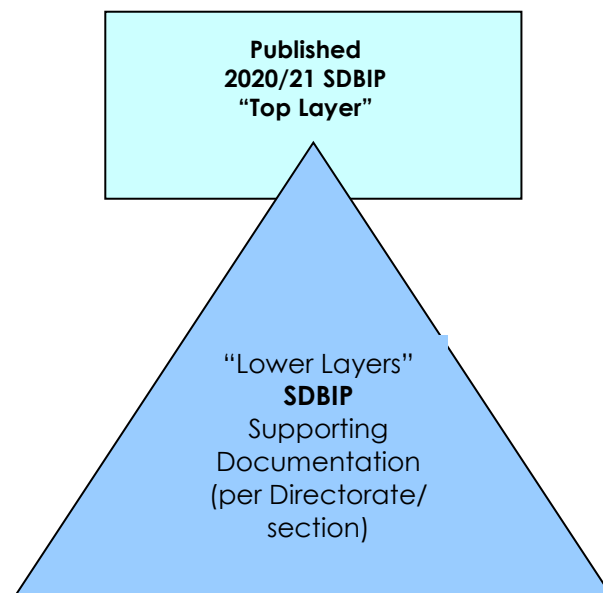 Published
2020/21 SDBIP
“Top Layer”
“Lower Layers”
SDBIP
Supporting
Documentation
(per Directorate/
section)